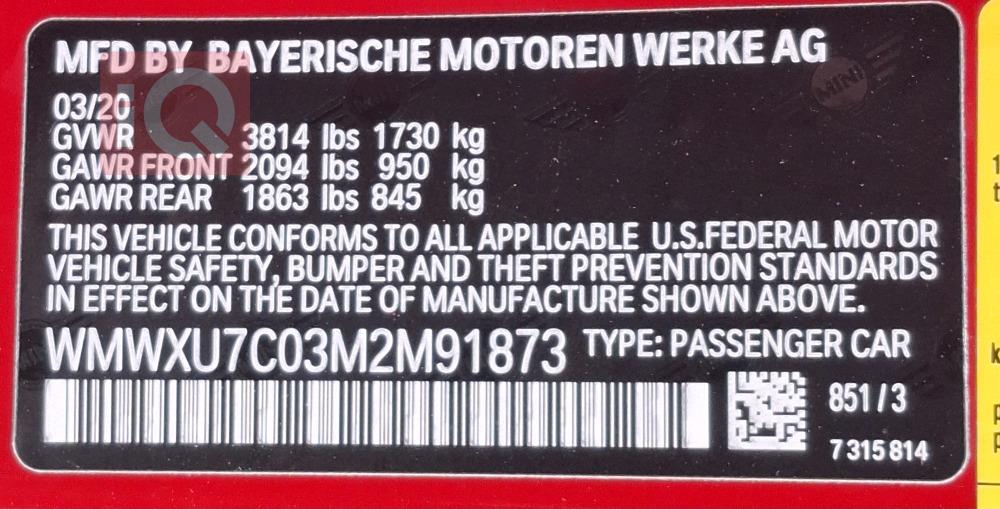 MFD BY BAYERISCHE MOTOREN WERKE AG
03/20
GVWR 3814 lbs 1730 kg
GAWR FRONT 2094 lbs 950 kg
GAWR REAR 1863 lbs 845 kg
THIS VEHICLE CONFORMS TO ALL APPLICABLE U.S.FEDERAL MOTOR
VEHICLE SAFETY, BUMPER AND THEFT PREVENTION STANDARDS
IN EFFECT ON THE DATE OF MANUFACTURE SHOWN ABOVE.
WMWXU7C03M2M91873 TYPE: PASSENGER CAR
851/3
7 315 814
MINI
IQ